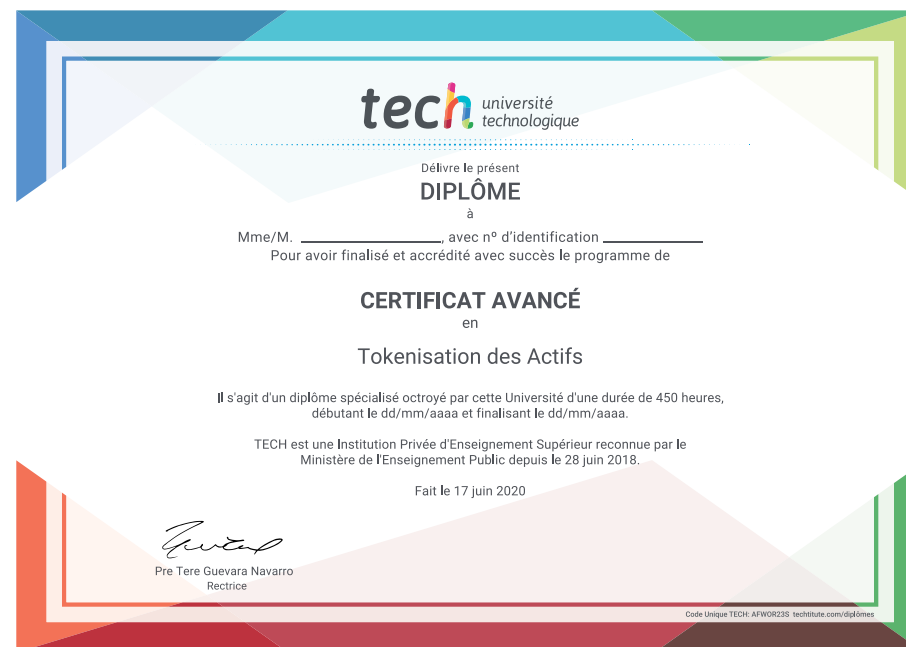 tech université
technologique
Délivre le présent
DIPLÔME
à
Mme/M. ____________________, avec nº d'identification ______________
Pour avoir finalisé et accrédité avec succès le programme de
CERTIFICAT AVANCÉ
en
Tokenisation des Actifs
Il s'agit d'un diplôme spécialisé octroyé par cette Université d'une durée de 450 heures,
débutant le dd/mm/aaaa et finalisant le dd/mm/aaaa.
TECH est une Institution Privée d'Enseignement Supérieur reconnue par le
Ministère de l'Enseignement Public depuis le 28 juin 2018.
Fait le 17 juin 2020
Pre Tere Guevara Navarro
Rectrice
Code Unique TECH: AFWOR23S techtitute.com/diplômes